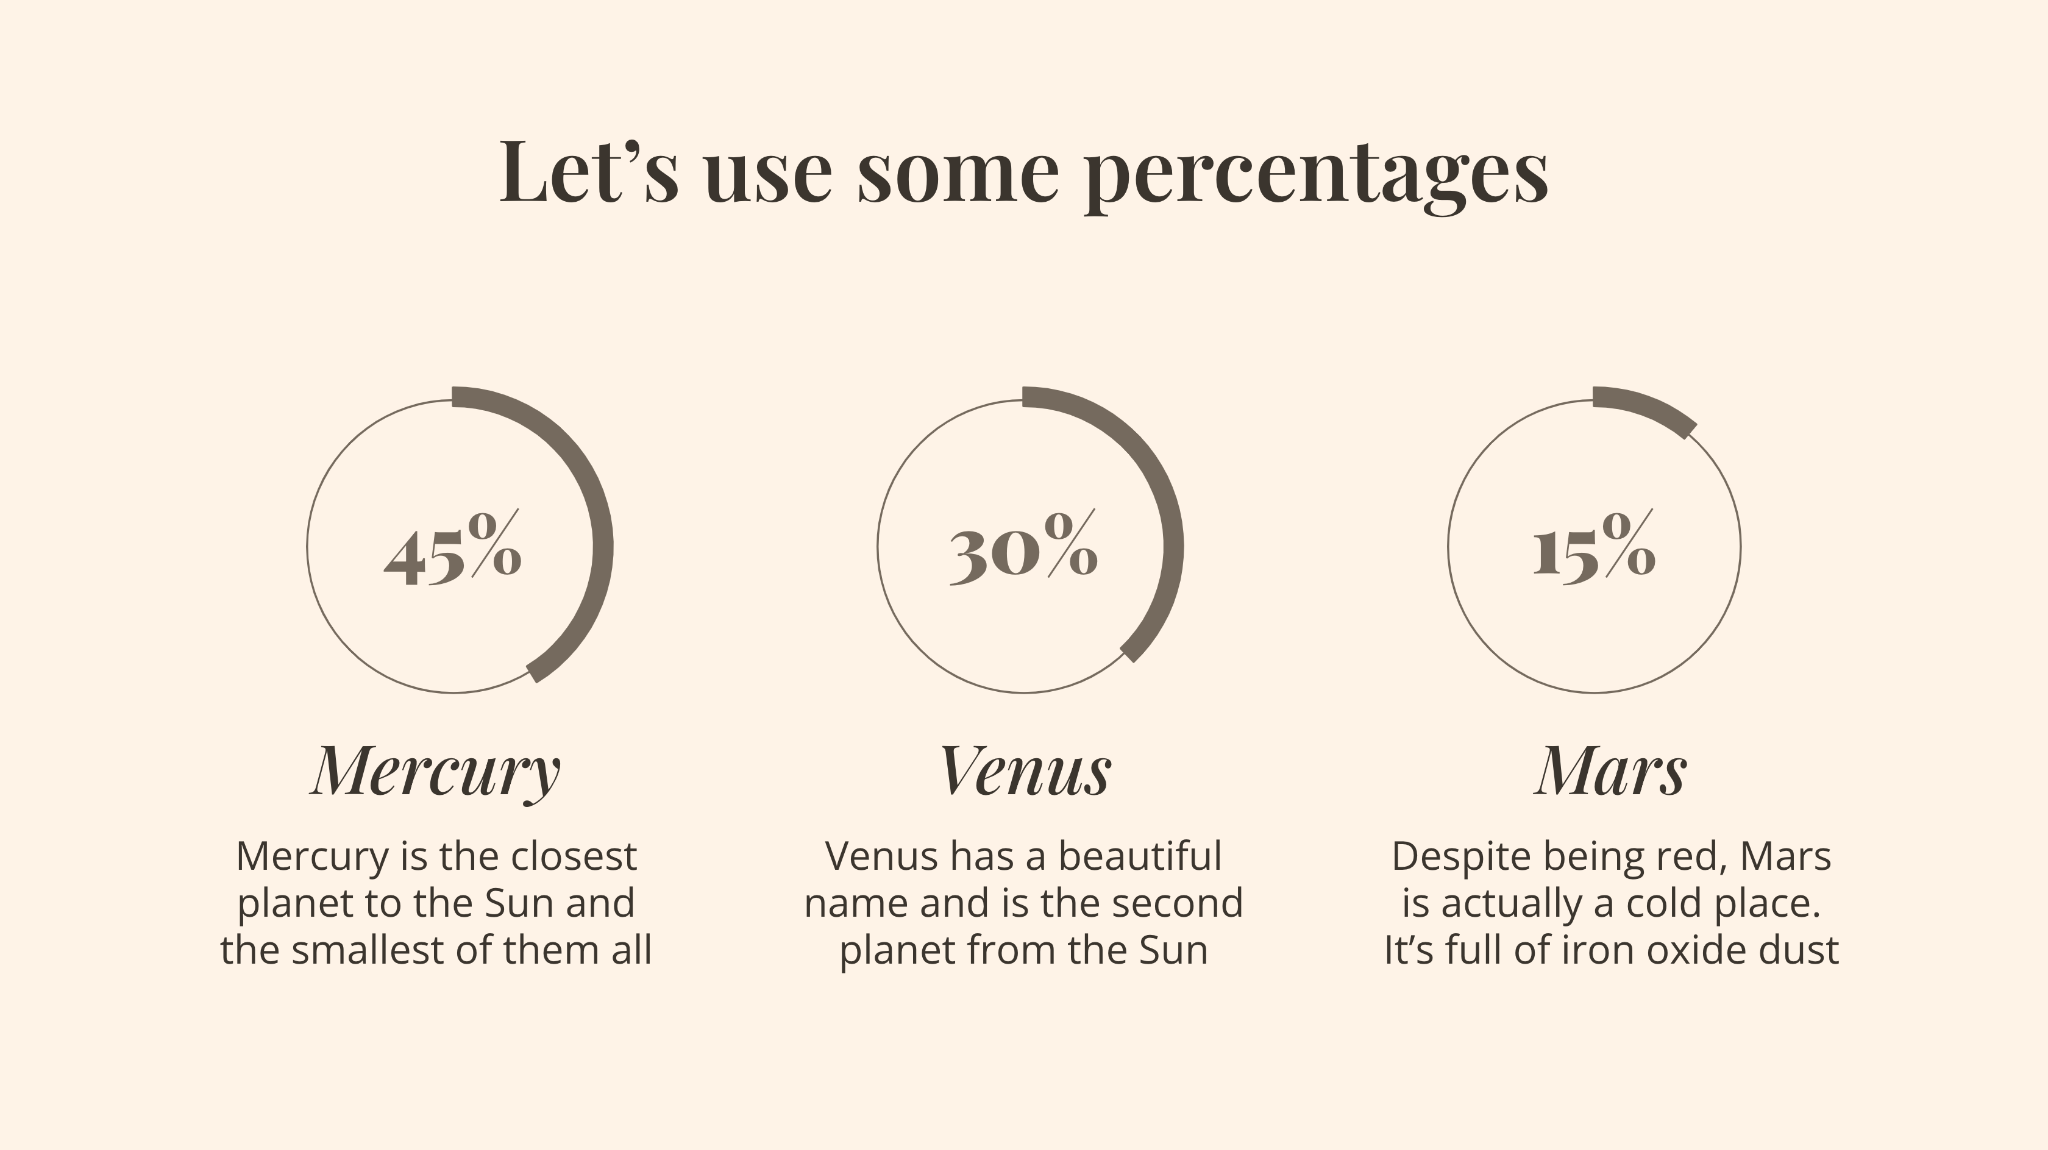 Let’s use some percentages
45%
30%
15%
Mercury
Venus
Mars
Mercury is the closest
planet to the Sun and
the smallest of them all
Venus has a beautiful
name and is the second
planet from the Sun
Despite being red, Mars
is actually a cold place.
It’s full of iron oxide dust